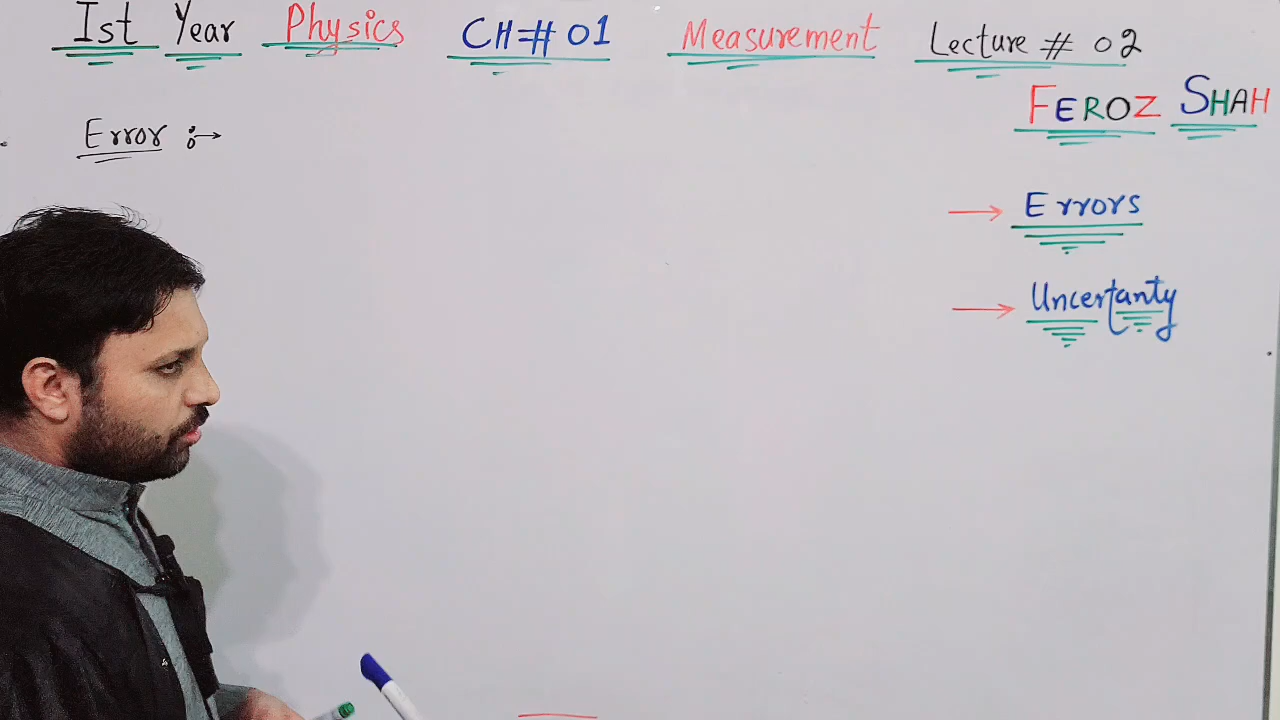 Ist Year Physics CH# 01 Measurement Lecture # 02
FEROZ SHAH
Error :→
→ Errors
→ Uncertanty